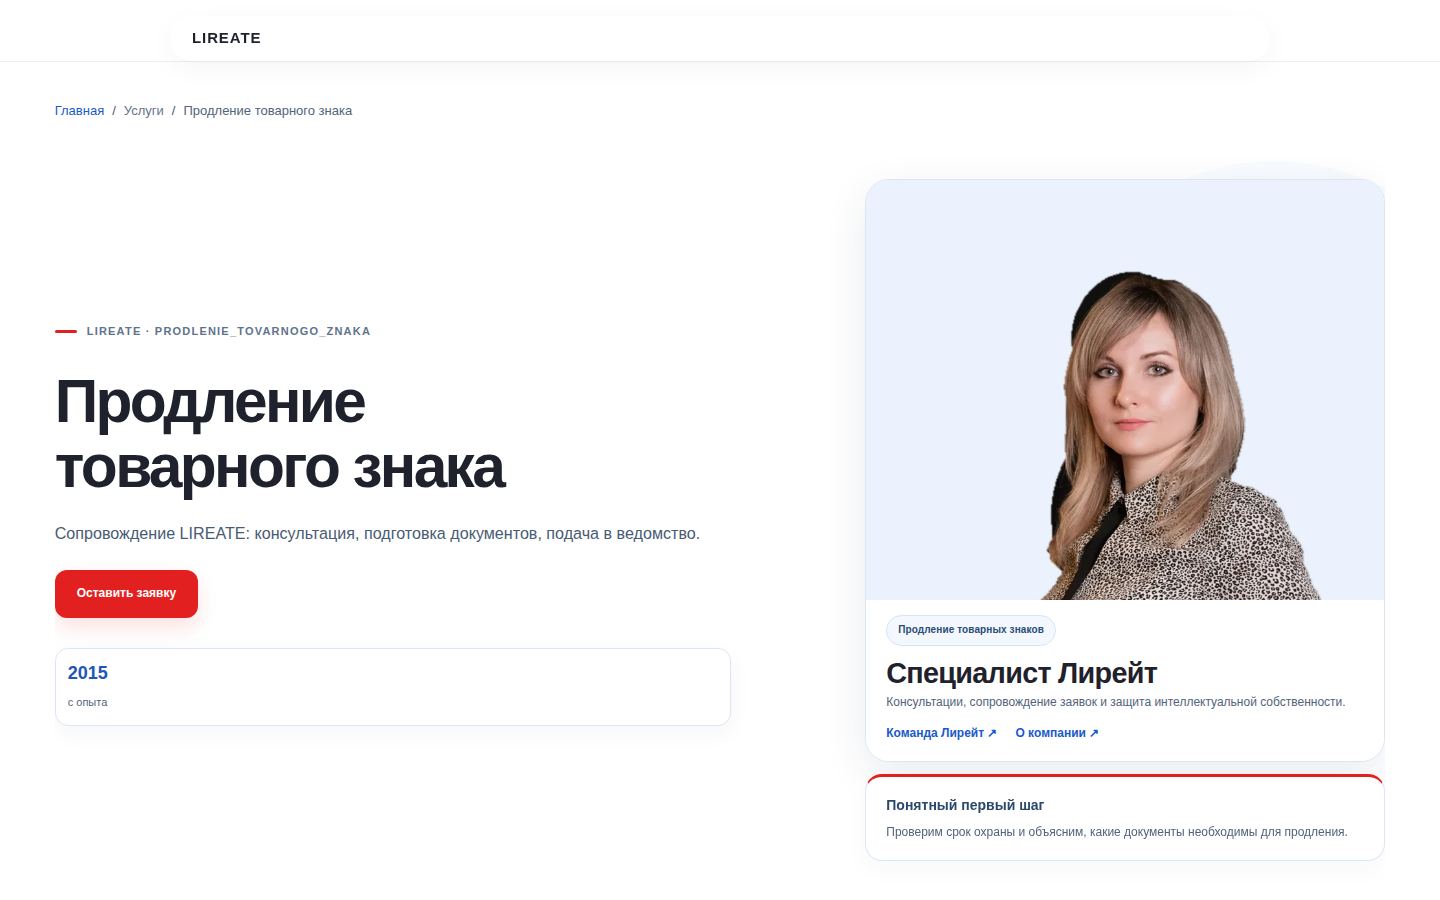 LIREATE
Главная / Услуги / Продление товарного знака
LIREATE · PRODLENIE_TOVARNOGO_ZNAKA
Продление
товарного знака
Сопровождение LIREATE: консультация, подготовка документов, подача в ведомство.
Оставить заявку
2015
с опыта
Продление товарных знаков
Специалист Лирейт
Консультации, сопровождение заявок и защита интеллектуальной собственности.
Команда Лирейт ↗ О компании ↗
Понятный первый шаг
Проверим срок охраны и объясним, какие документы необходимы для продления.